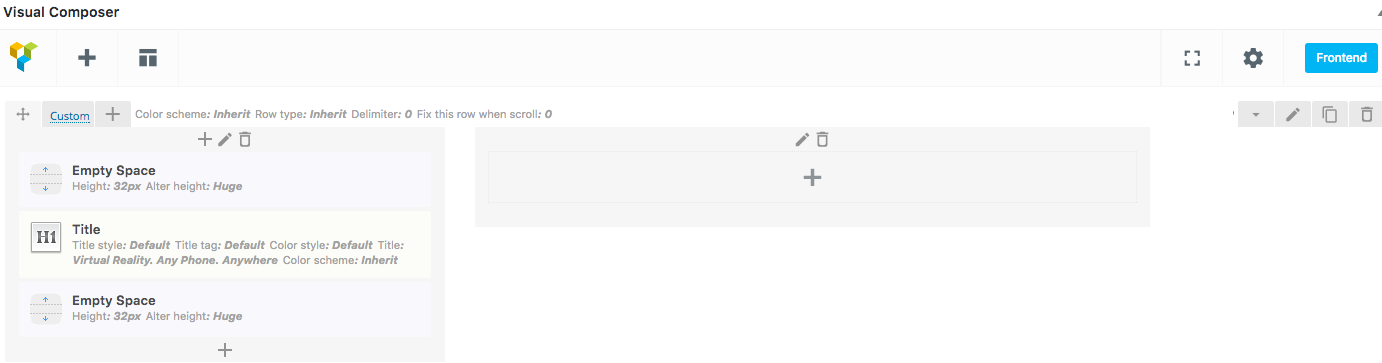 Visual Composer
Frontend
Custom
Color scheme: Inherit Row type: Inherit Delimiter: 0 Fix this row when scroll: 0
Empty Space
Height: 32px Alter height: Huge
H1
Title
Title style: Default Title tag: Default Color style: Default Title:
Virtual Reality. Any Phone. Anywhere Color scheme: Inherit
Empty Space
Height: 32px Alter height: Huge